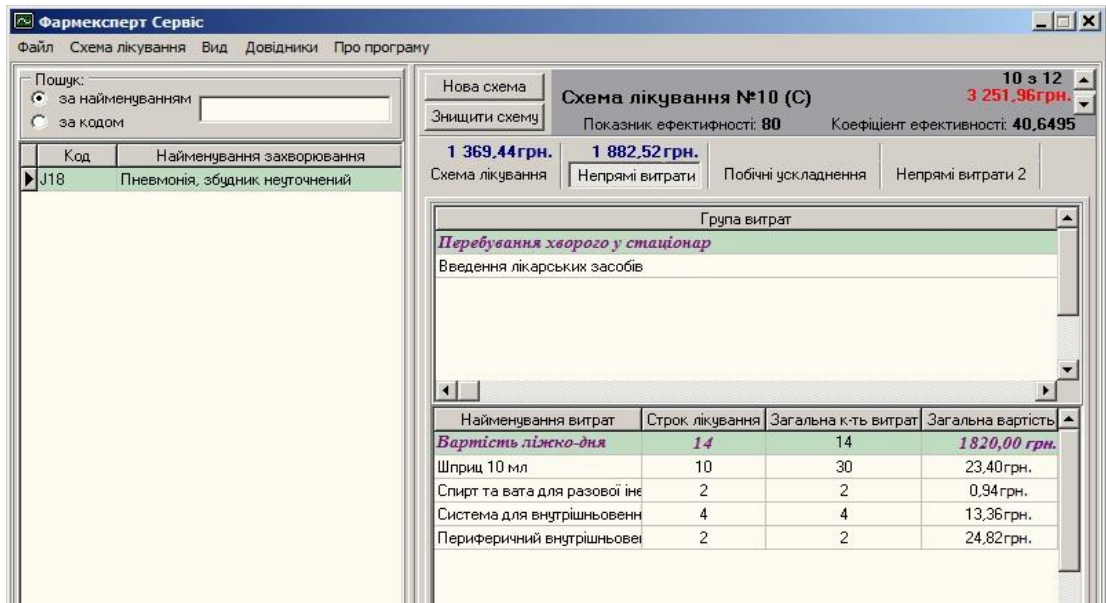 Фармексперт Сервіс
Файл Схема лікування Вид Довідники Про програму
Пошук:
за найменуванням
за кодом
Код Найменування захворювання
J18 Пневмонія, збудник неуточнений
Нова схема
Знищити схему
Схема лікування №10 (С)
10 з 12
3 251,96грн.
Показник ефектифності: 80 Коефіцієнт ефективності: 40,6495
1 369,44грн. 1 882,52грн.
Схема лікування Непрямі витрати Побічні ускладнення Непрямі витрати 2
Група витрат
Перебування хворого у стаціонар
Введення лікарських засобів
Найменування витрат Строк лікування Загальна к-ть витрат Загальна вартість
Вартість ліжко-дня 14 14 1820,00 грн.
Шприц 10 мл 10 30 23,40грн.
Спирт та вата для разової іне 2 2 0,94грн.
Система для внутрішньовенн 4 4 13,36грн.
Периферичний внутрішньовен 2 2 24,82грн.